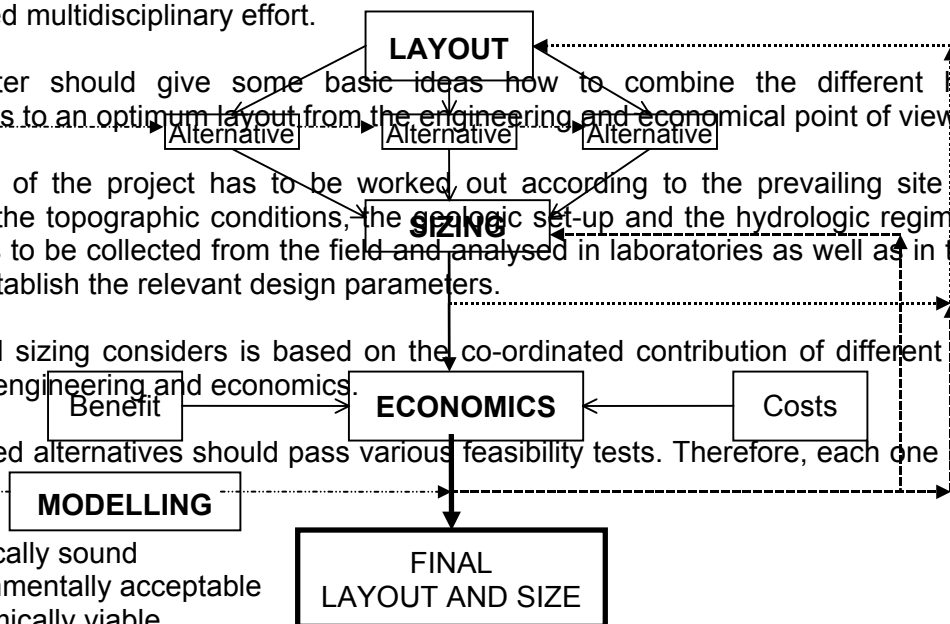 ed multidisciplinary effort.
LAYOUT
ter should give some basic ideas how to combine the different
s to an optimum layout from the engineering and economical point of view
Alternative Alternative Alternative
of the project has to be worked out according to the prevailing site
the topographic conditions, the geologic set-up and the hydrologic regim
SIZING
to be collected from the field and analysed in laboratories as well as in
tablish the relevant design parameters.
sizing considers is based on the co-ordinated contribution of different
engineering and economics.
Benefit ECONOMICS Costs
ed alternatives should pass various feasibility tests. Therefore, each one
MODELLING
cally sound
nmentally acceptable
mically viable
FINAL
LAYOUT AND SIZE